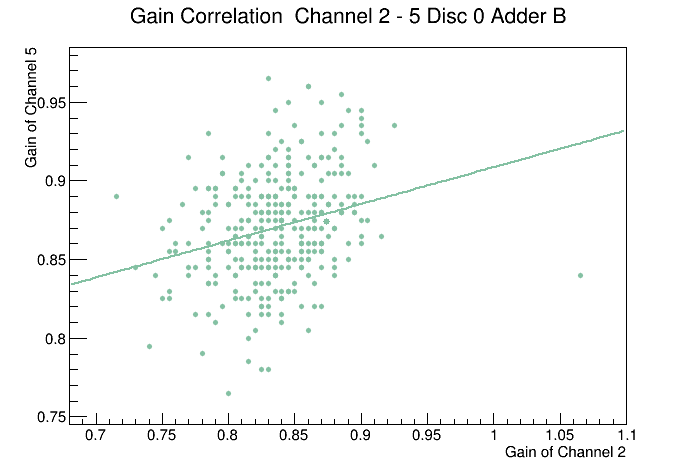 Gain Correlation  Channel 2 - 5 Disc 0 Adder B
Gain of Channel 5
0.95
0.9
0.85
0.8
0.75
0.7 0.75 0.8 0.85 0.9 0.95 1 1.05 1.1
Gain of Channel 2